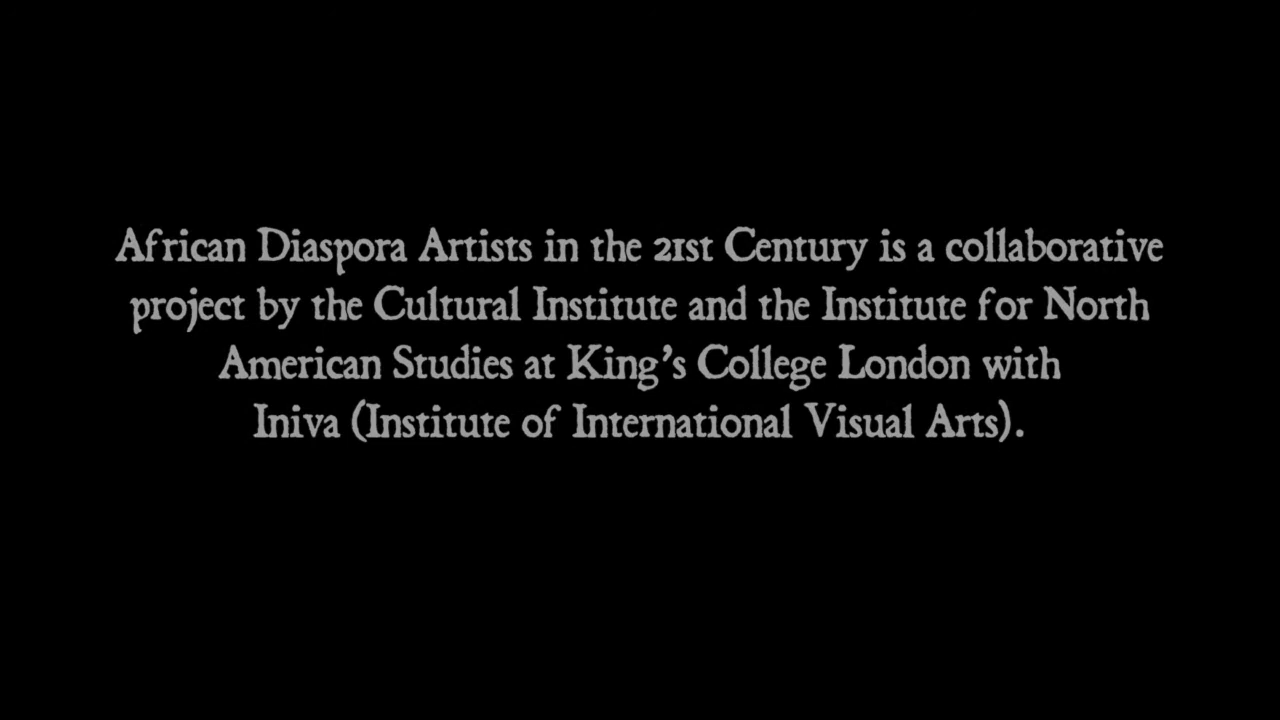 African Diaspora Artists in the 21st Century is a collaborative
project by the Cultural Institute and the Institute for North
American Studies at King's College London with
Iniva (Institute of International Visual Arts).